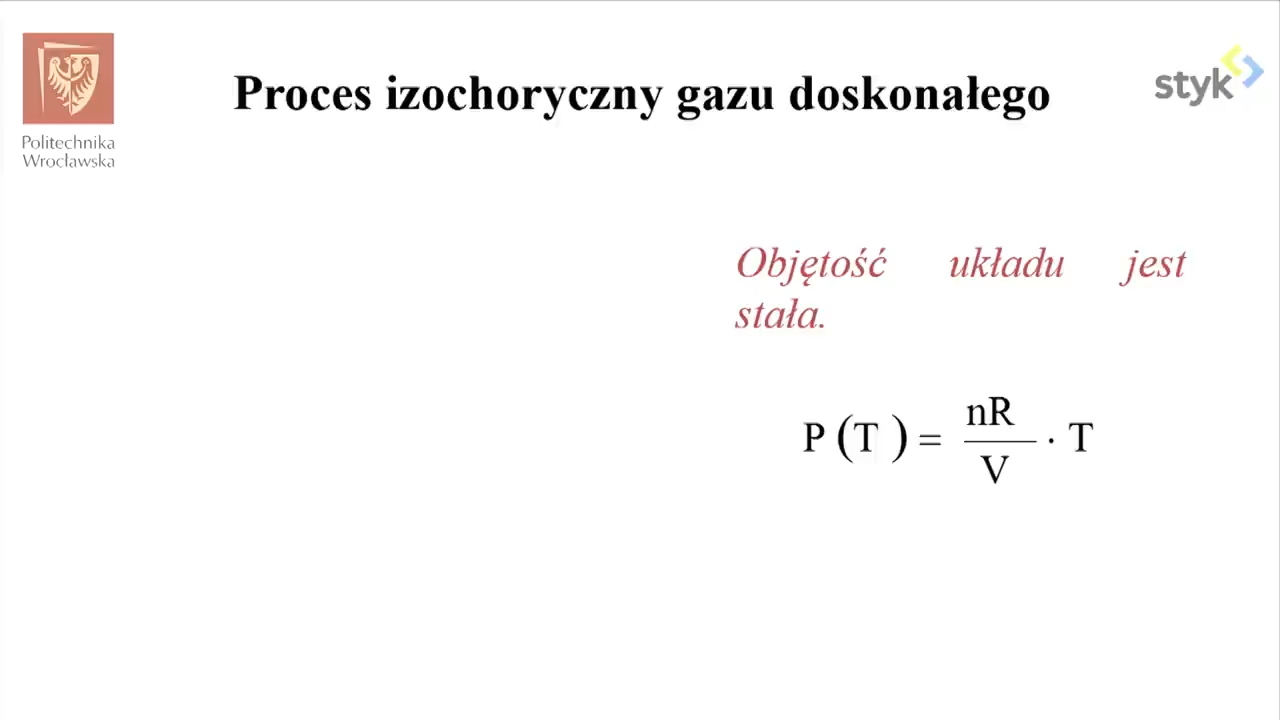 Politechnika
Wrocławska
Proces izochoryczny gazu doskonałego
styk
Objętość układu jest
stała.
P (T) = nR/V · T